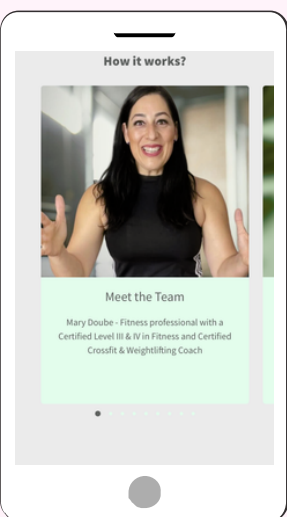 How it works?
Meet the Team
Mary Doube - Fitness professional with a
Certified Level III & IV in Fitness and Certified
Crossfit & Weightlifting Coach